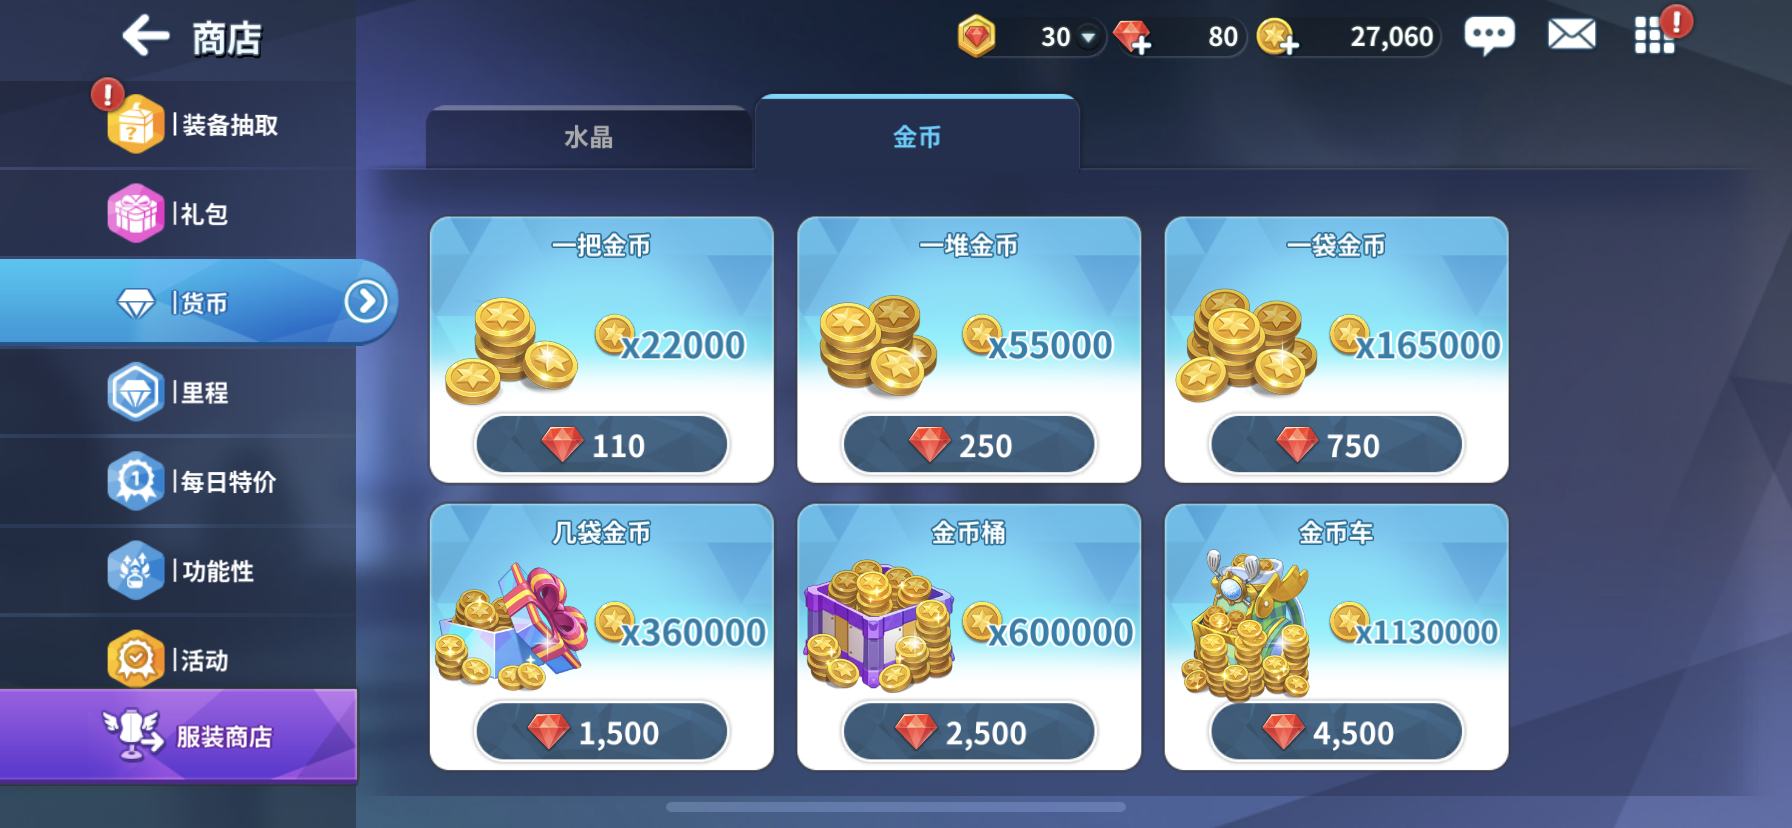 商店
30
80
27,060
!
!
装备抽取
礼包
货币
里程
1
每日特价
功能性
活动
服装商店
水晶
金币
一把金币
x22000
110
一堆金币
x55000
250
一袋金币
x165000
750
几袋金币
x360000
1,500
金币桶
x600000
2,500
金币车
x1130000
4,500